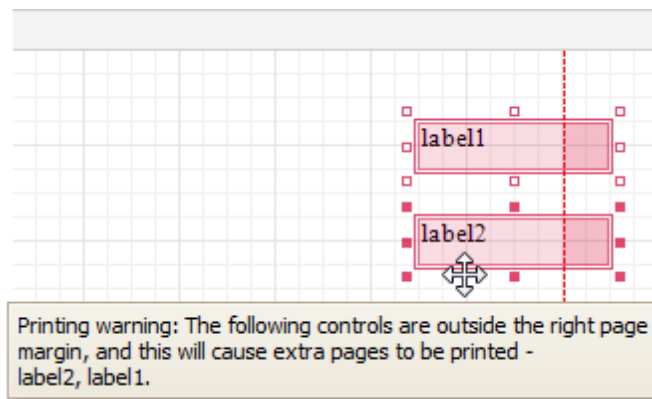 label1
label2
Printing warning: The following controls are outside the right page
margin, and this will cause extra pages to be printed -
label2, label1.